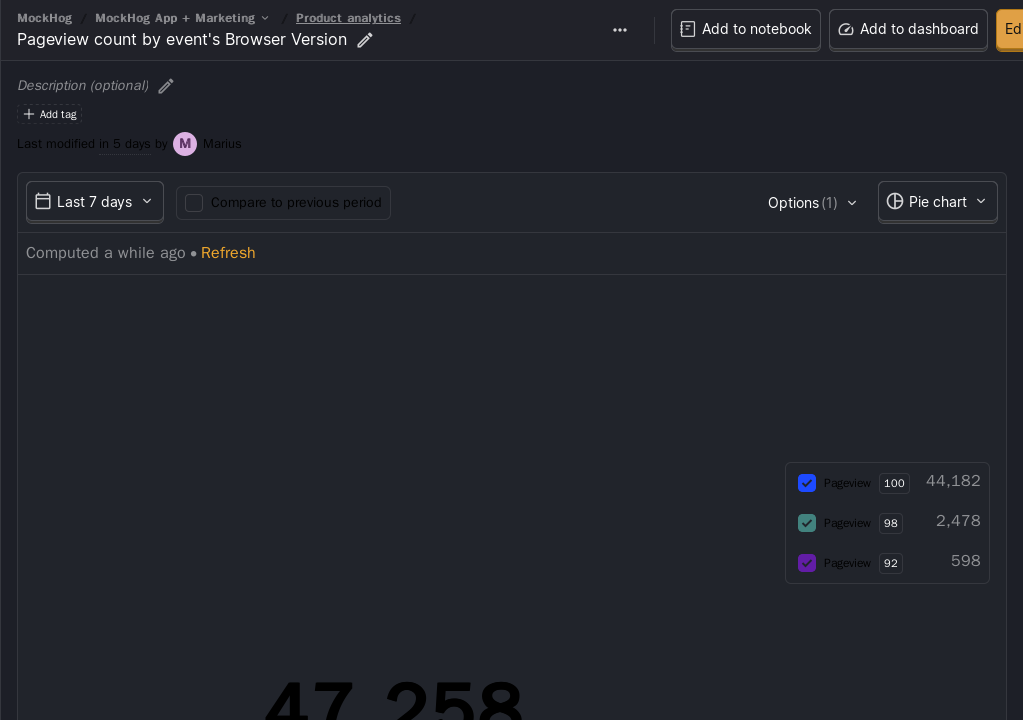 MockHog / MockHog App + Marketing / Product analytics /
Pageview count by event's Browser Version
Add to notebook
Add to dashboard
Ed
Description (optional)
Add tag
Last modified in 5 days by M Marius
Last 7 days
Compare to previous period
Options (1)
Pie chart
Computed a while ago • Refresh
Pageview 100 44,182
Pageview 98 2,478
Pageview 92 598
47,258